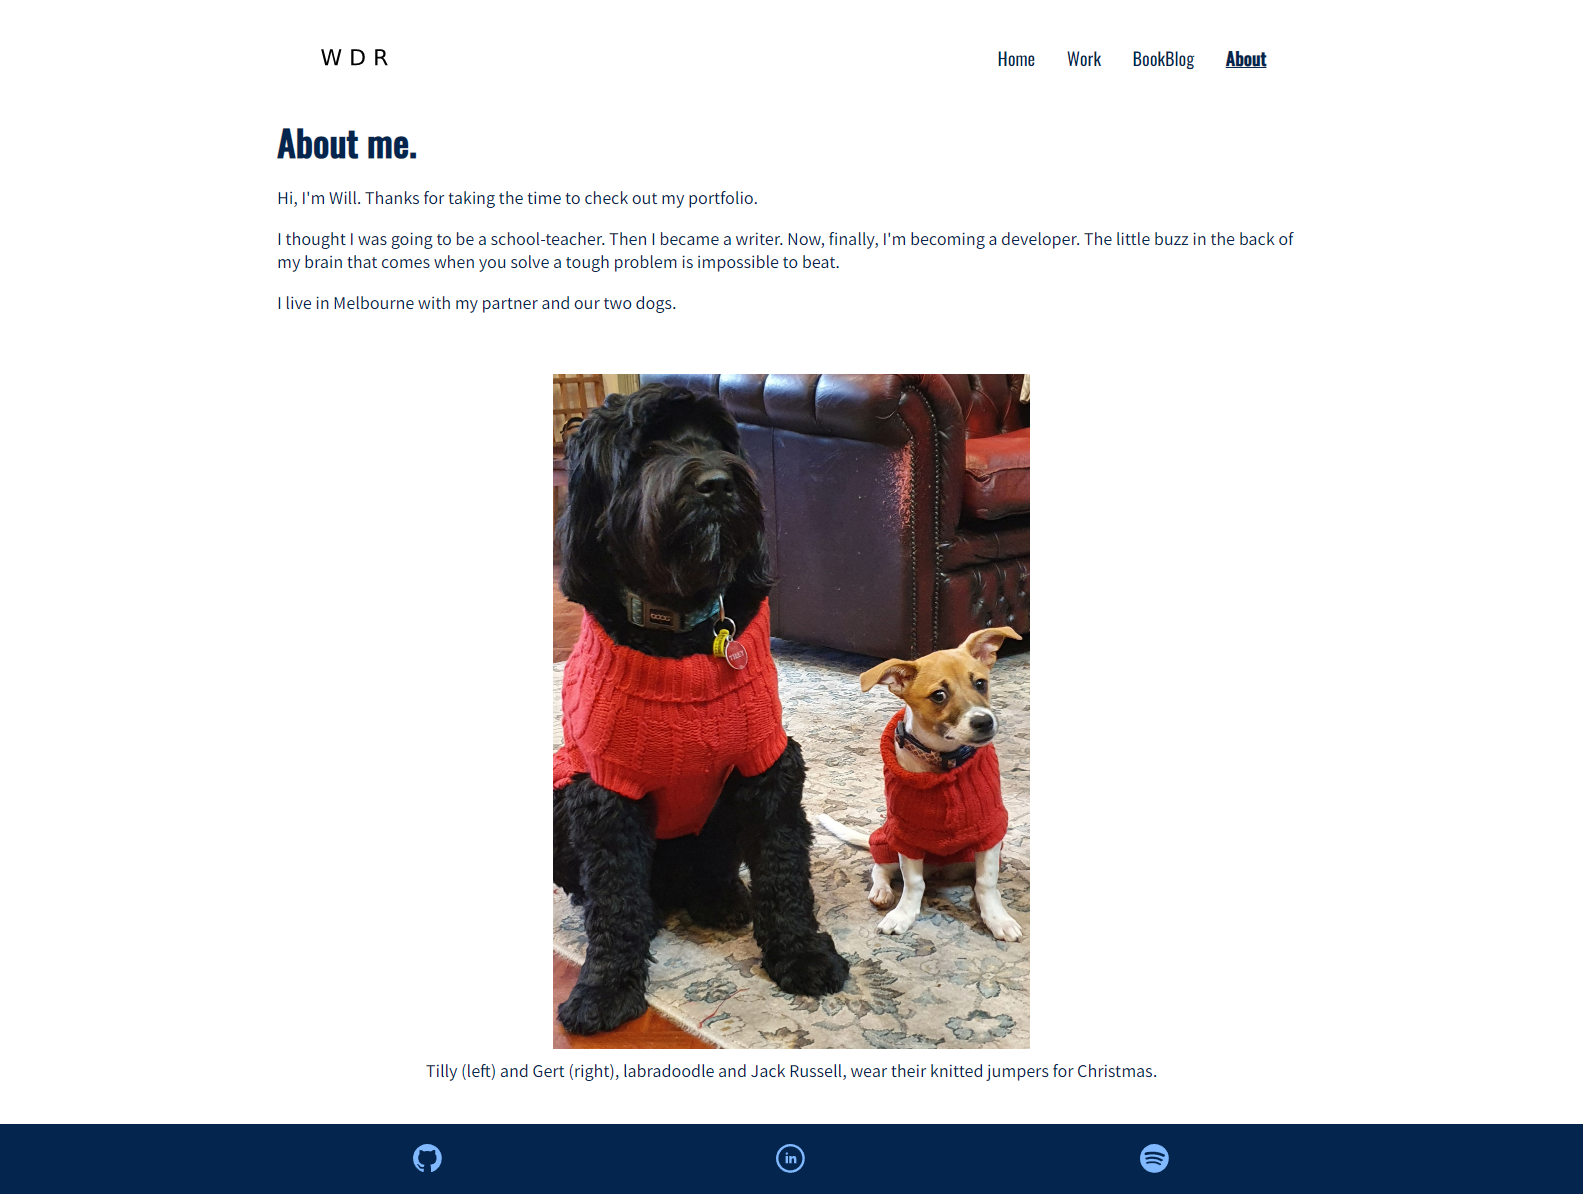 W D R
Home Work BookBlog About
About me.
Hi, I'm Will. Thanks for taking the time to check out my portfolio.
I thought I was going to be a school-teacher. Then I became a writer. Now, finally, I'm becoming a developer. The little buzz in the back of
my brain that comes when you solve a tough problem is impossible to beat.
I live in Melbourne with my partner and our two dogs.
Tilly (left) and Gert (right), labradoodle and Jack Russell, wear their knitted jumpers for Christmas.
in